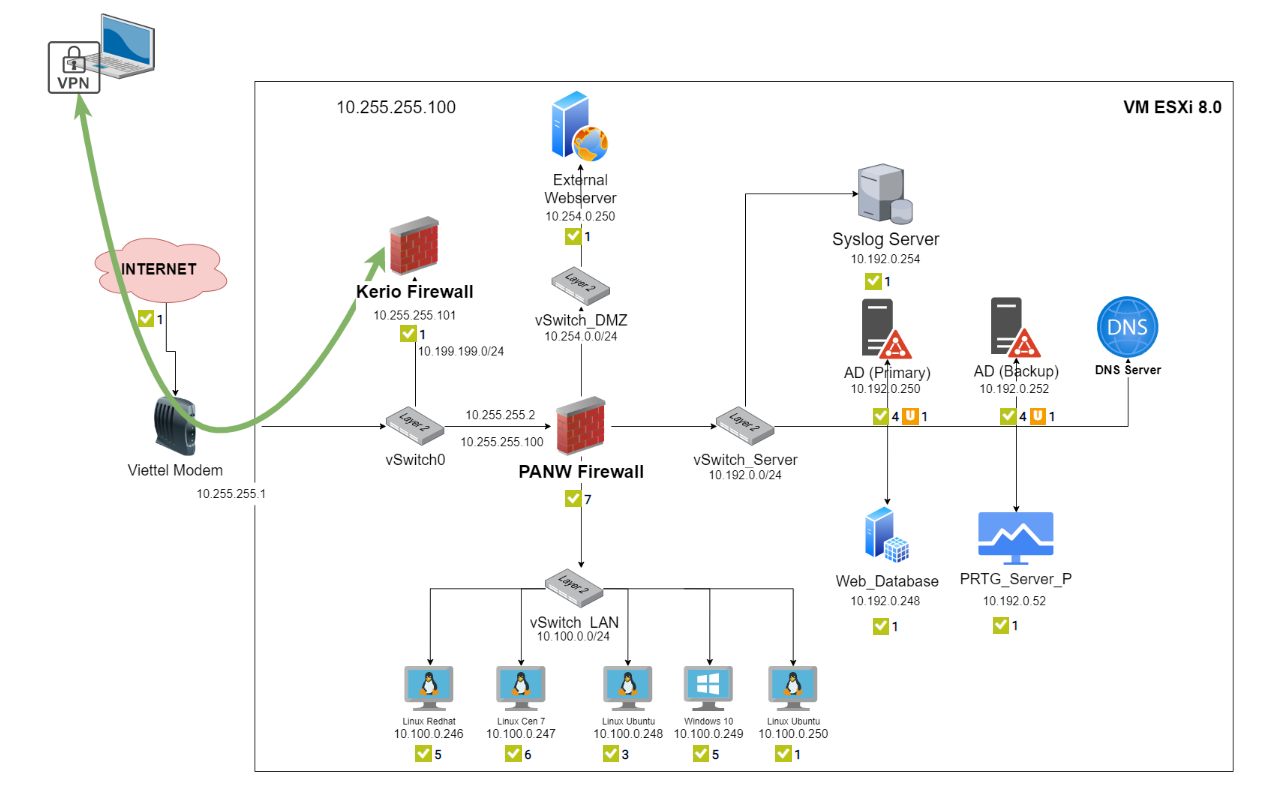 VPN
10.255.255.100
VM ESXi 8.0
External
Webserver
10.254.0.250
1
Syslog Server
10.192.0.254
1
INTERNET
1
Kerio Firewall
10.255.255.101
1
10.199.199.0/24
Layer 2
vSwitch_DMZ
10.254.0.0/24
AD (Primary)
10.192.0.250
4 U 1
AD (Backup)
10.192.0.252
4 U 1
DNS
DNS Server
Viettel Modem
10.255.255.1
Layer 2
vSwitch0
10.255.255.2
10.255.255.100
PANW Firewall
7
Layer 2
vSwitch_Server
10.192.0.0/24
Web_Database
10.192.0.248
1
PRTG_Server_P
10.192.0.52
1
Layer 2
vSwitch_LAN
10.100.0.0/24
Linux Redhat
10.100.0.246
5
Linux Cen 7
10.100.0.247
6
Linux Ubuntu
10.100.0.248
3
Windows 10
10.100.0.249
5
Linux Ubuntu
10.100.0.250
1